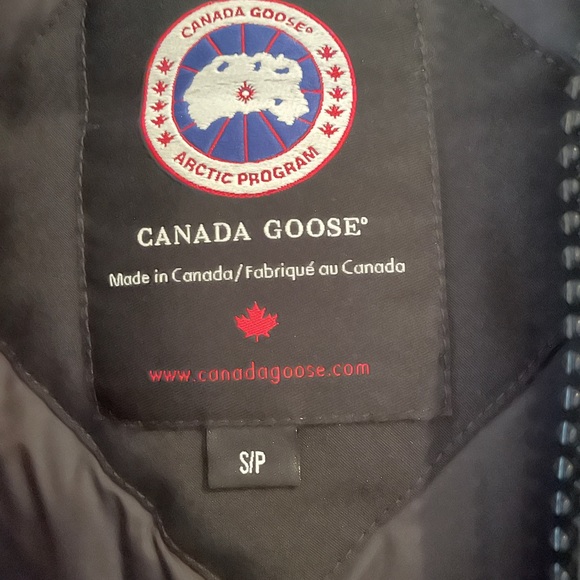 CANADA GOOSE®
ARCTIC PROGRAM
CANADA GOOSE®
Made in Canada/Fabriqué au Canada
www.canadagoose.com
S/P